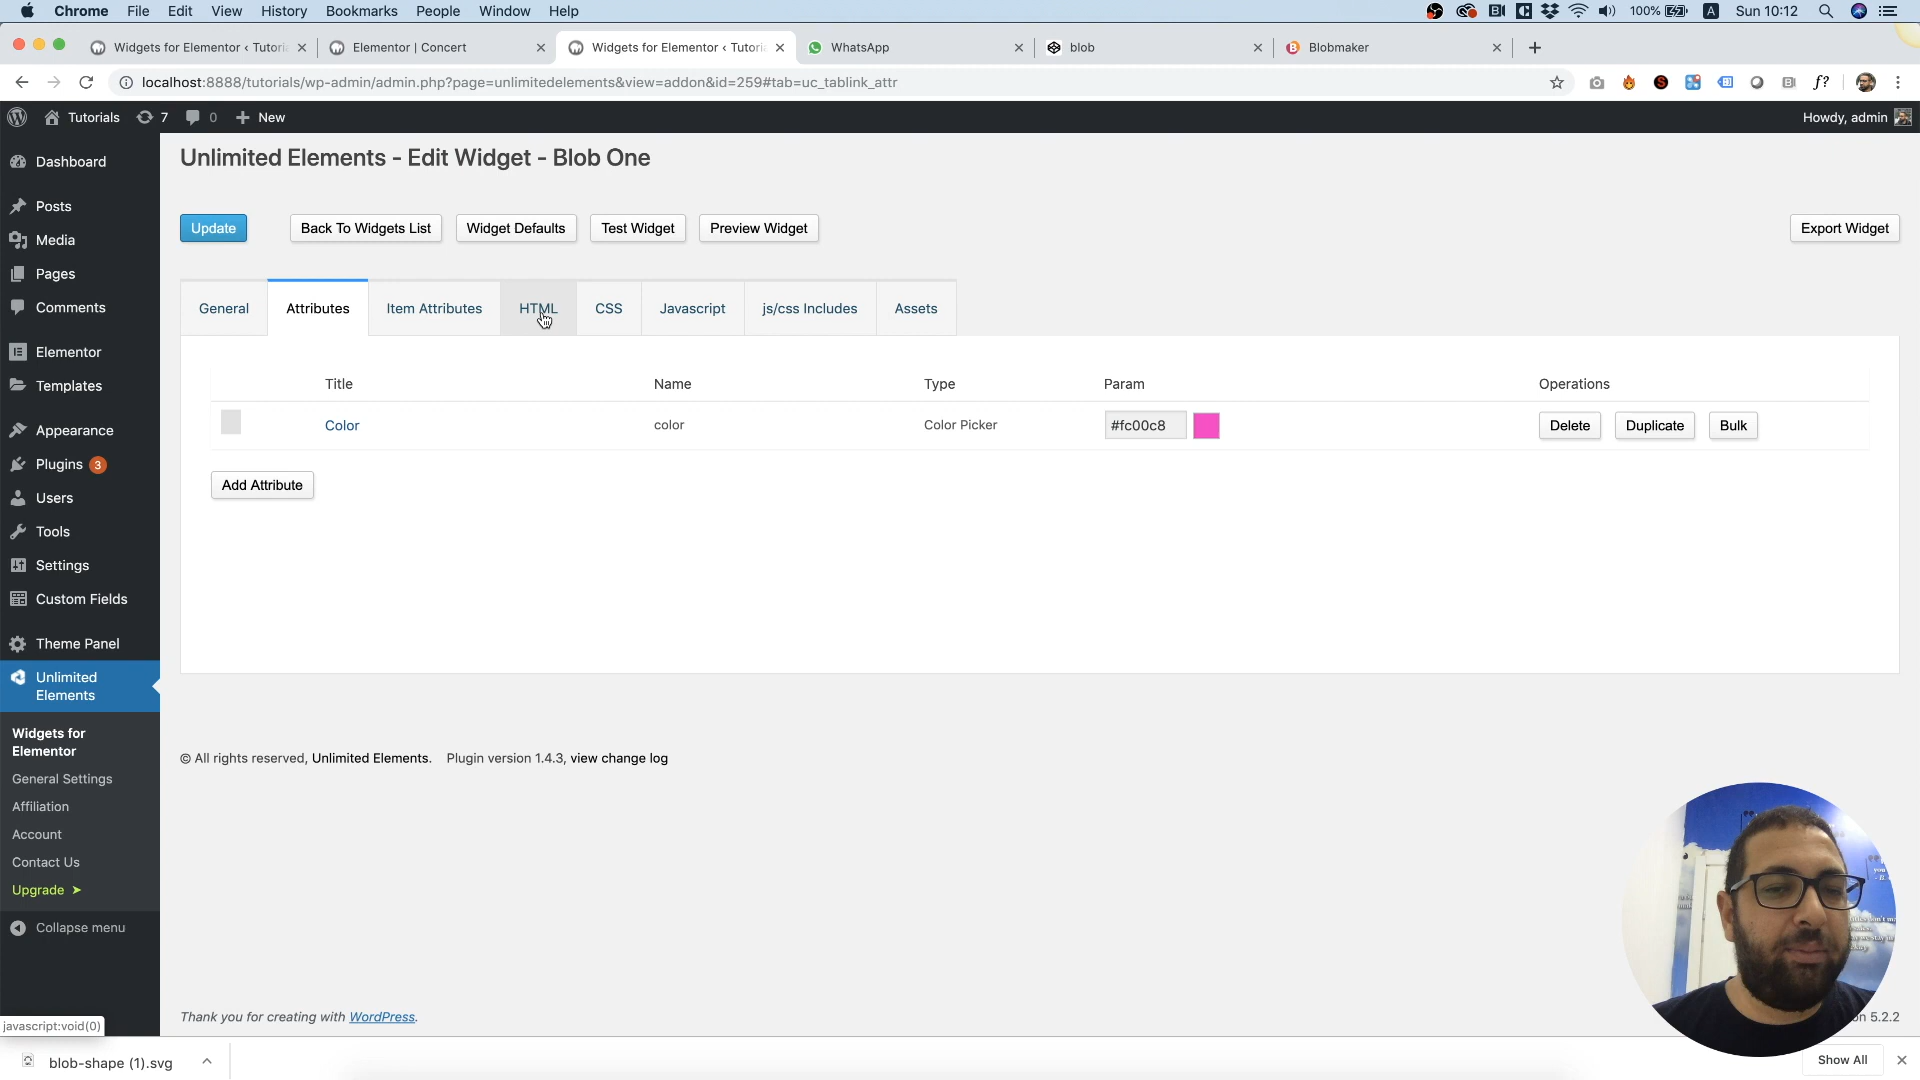 Chrome File Edit View History Bookmarks People Window Help
100% A Sun 10:12
Widgets for Elementor ‹ Tutori
Elementor | Concert
Widgets for Elementor ‹ Tutori
WhatsApp
blob
Blobmaker
localhost:8888/tutorials/wp-admin/admin.php?page=unlimitedelements&view=addon&id=259#tab=uc_tablink_attr
f?
Tutorials 7 0 New
Howdy, admin
Dashboard
Posts
Media
Pages
Comments
Elementor
Templates
Appearance
Plugins 3
Users
Tools
Settings
Custom Fields
Theme Panel
Unlimited
Elements
Widgets for
Elementor
General Settings
Affiliation
Account
Contact Us
Upgrade ➤
Collapse menu
Unlimited Elements - Edit Widget - Blob One
Update
Back To Widgets List
Widget Defaults
Test Widget
Preview Widget
Export Widget
General
Attributes
Item Attributes
HTML
CSS
Javascript
js/css Includes
Assets
Title Name Type Param Operations
Color color Color Picker #fc00c8 Delete Duplicate Bulk
Add Attribute
© All rights reserved, Unlimited Elements. Plugin version 1.4.3, view change log
Thank you for creating with WordPress.
n 5.2.2
javascript:void(0)
blob-shape (1).svg
Show All